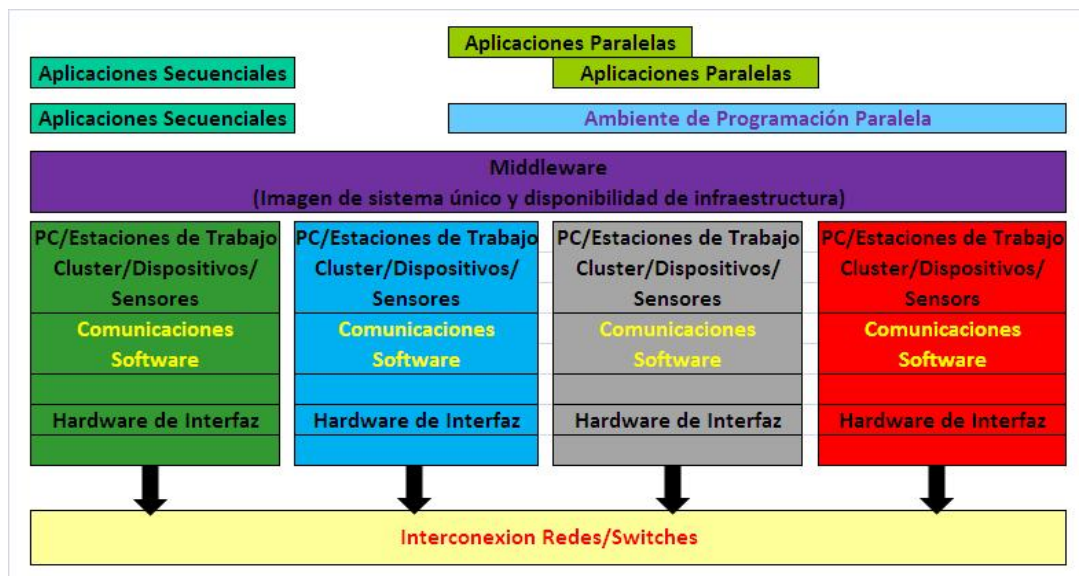 Aplicaciones Paralelas
Aplicaciones Secuenciales
Aplicaciones Paralelas
Aplicaciones Secuenciales
Ambiente de Programación Paralela
Middleware
(Imagen de sistema único y disponibilidad de infraestructura)
PC/Estaciones de Trabajo
Cluster/Dispositivos/
Sensores
Comunicaciones
Software
Hardware de Interfaz
PC/Estaciones de Trabajo
Cluster/Dispositivos/
Sensores
Comunicaciones
Software
Hardware de Interfaz
PC/Estaciones de Trabajo
Cluster/Dispositivos/
Sensores
Comunicaciones
Software
Hardware de Interfaz
PC/Estaciones de Trabajo
Cluster/Dispositivos/
Sensors
Comunicaciones
Software
Hardware de Interfaz
Interconexion Redes/Switches